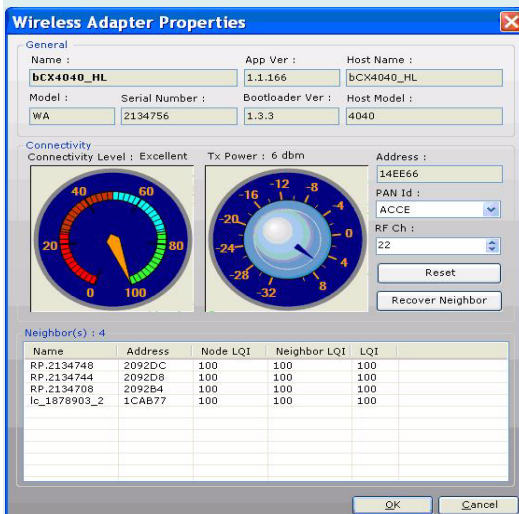 Wireless Adapter Properties
General
Name : App Ver : Host Name :
bCX4040_HL 1.1.166 bCX4040_HL
Model : Serial Number : Bootloader Ver : Host Model :
WA 2134756 1.3.3 4040
Connectivity
Connectivity Level : Excellent Tx Power : 6 dbm Address :
14EE66
PAN Id :
ACCE
RF Ch :
22
Reset
Recover Neighbor
0 20 40 60 80 100
-32 -28 -24 -20 -16 -12 -8 -4 0 4 8
Neighbor(s) : 4
Name Address Node LQI Neighbor LQI LQI
RP.2134748 2092DC 100 100 100
RP.2134744 2092D8 100 100 100
RP.2134708 2092B4 100 100 100
lc_1878903_2 1CAB77 100 100 100
OK Cancel